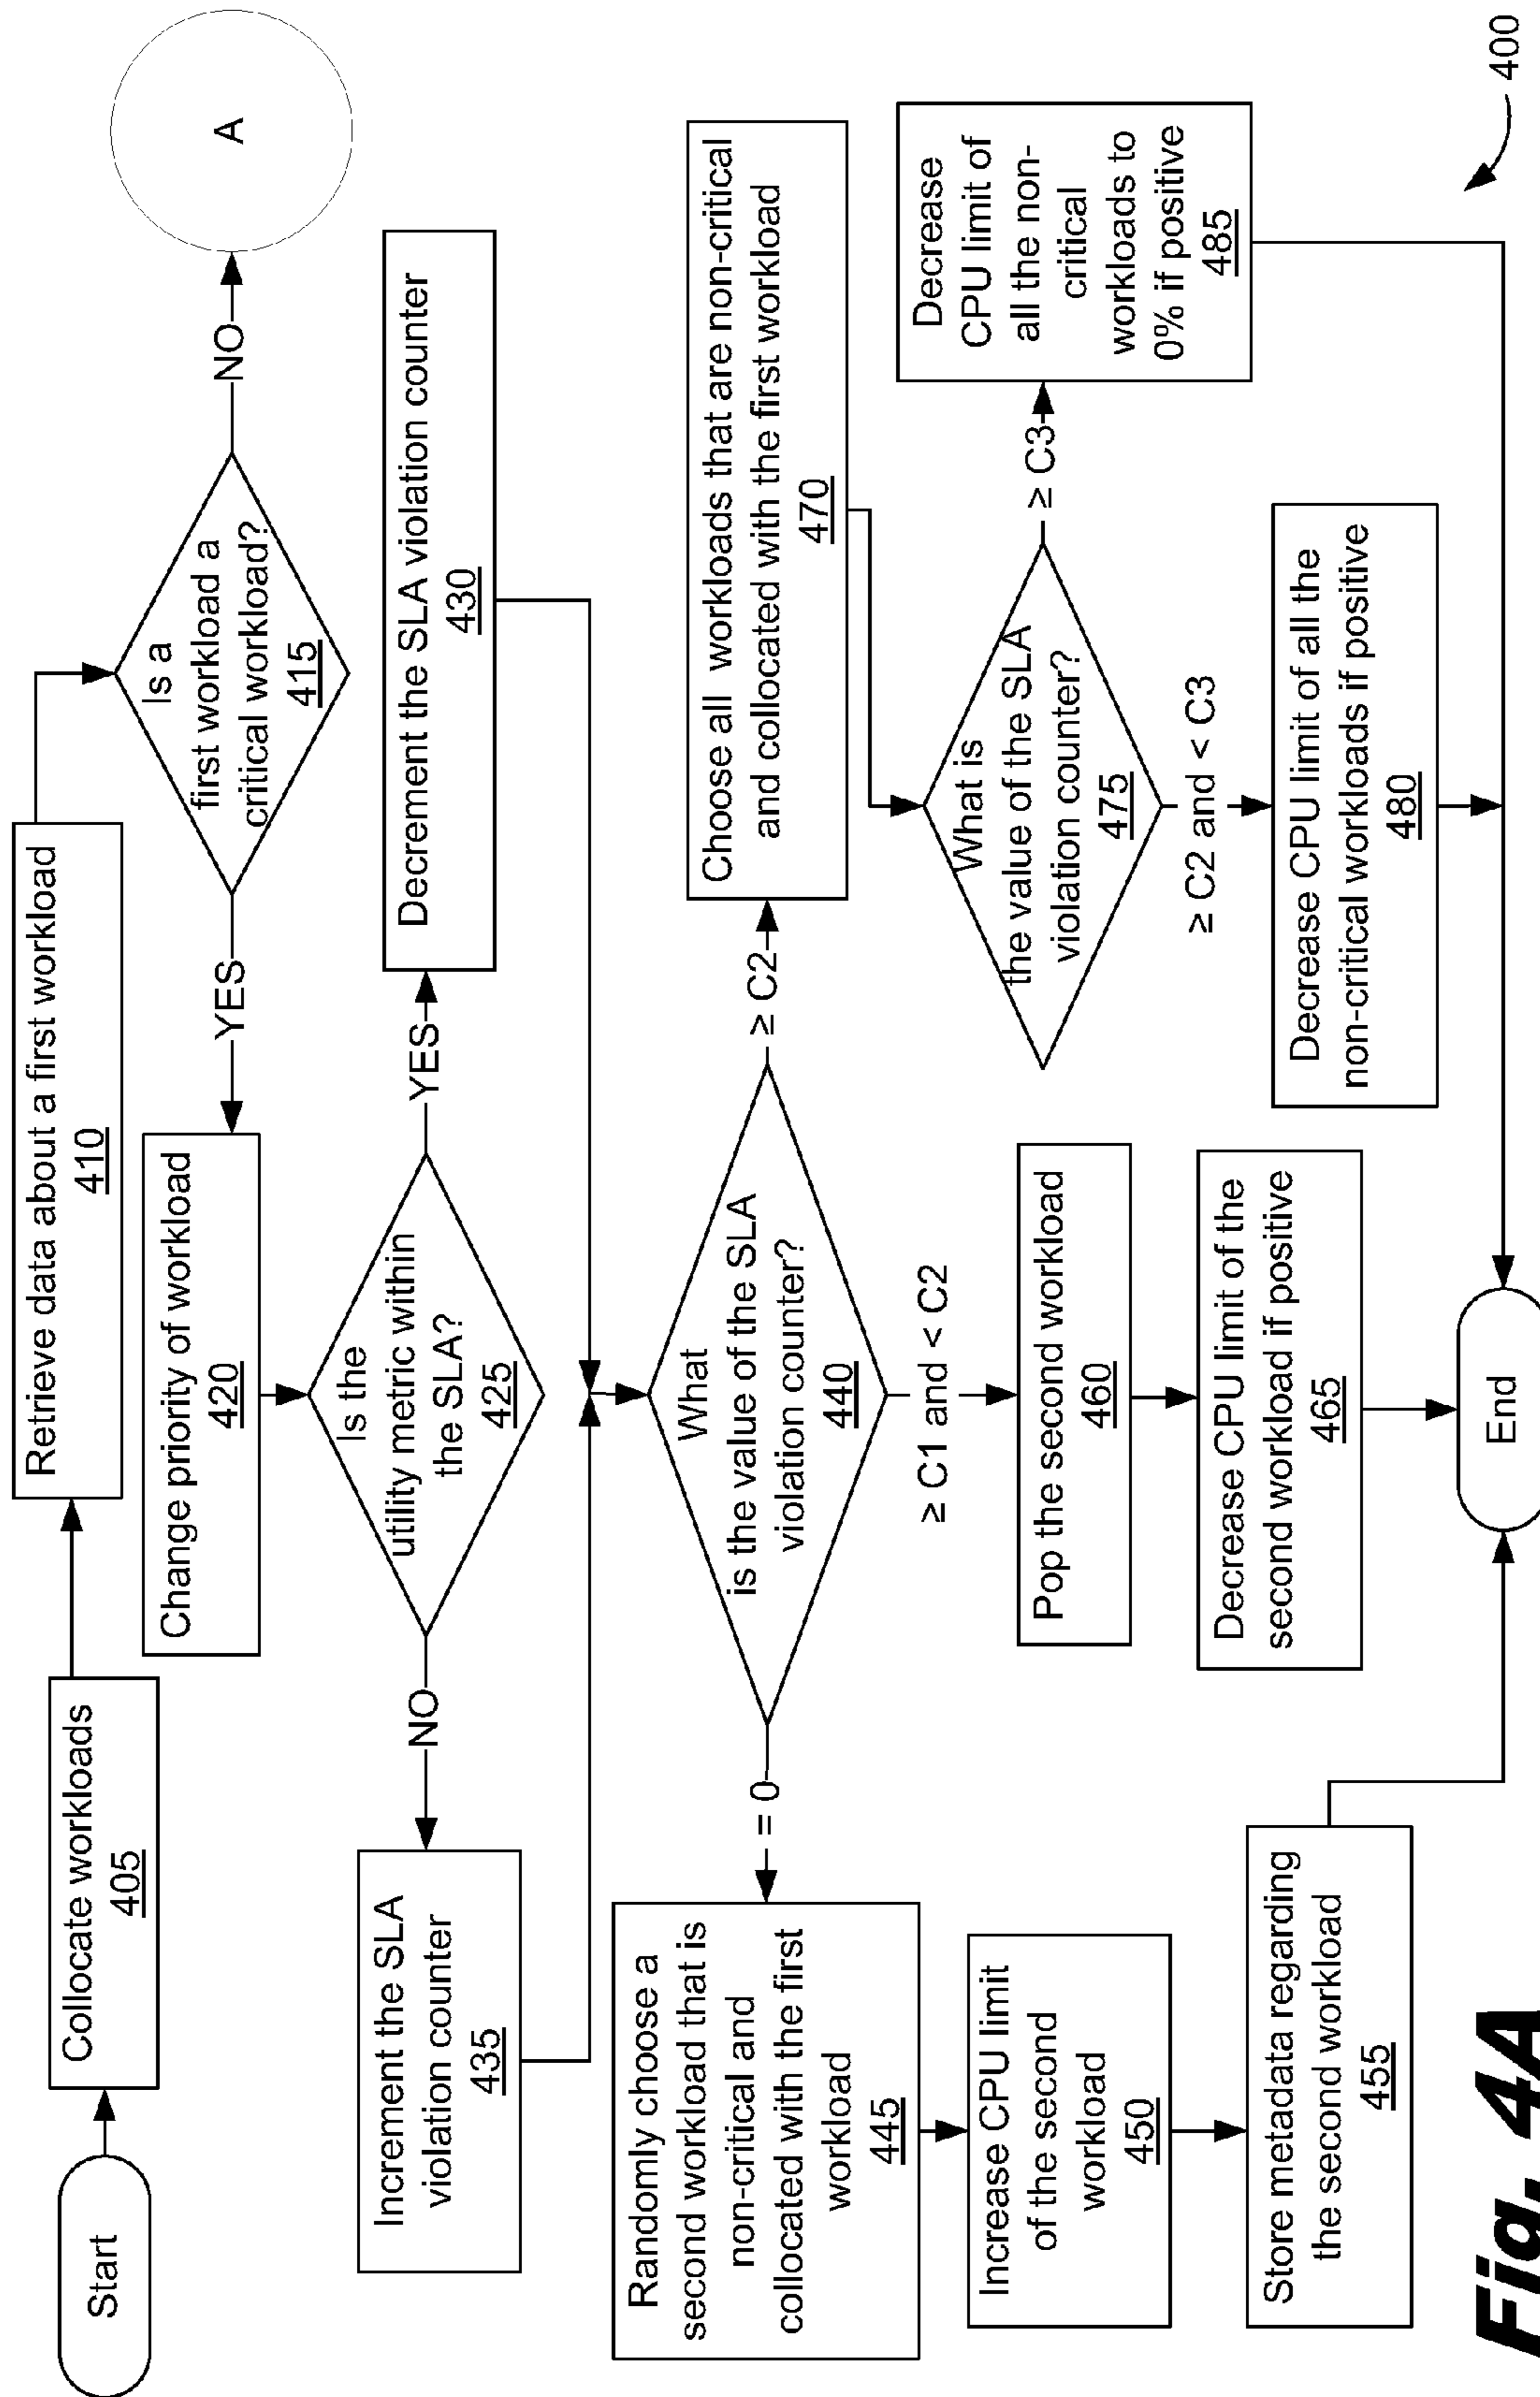 Start
Collocate workloads
405
Retrieve data about a first workload
410
Is a
first workload a
critical workload?
415
NO
A
YES
Change priority of workload
420
Is the
utility metric within
the SLA?
425
YES
Decrement the SLA violation counter
430
NO
Increment the SLA
violation counter
435
What
is the value of the SLA
violation counter?
440
= 0
Randomly choose a
second workload that is
non-critical and
collocated with the first
workload
445
Increase CPU limit
of the second
workload
450
Store metadata regarding
the second workload
455
≥ C1 and < C2
Pop the second workload
460
Decrease CPU limit of the
second workload if positive
465
≥ C2
Choose all workloads that are non-critical
and collocated with the first workload
470
What is
the value of the SLA
violation counter?
475
≥ C3
Decrease
CPU limit of
all the non-
critical
workloads to
0% if positive
485
≥ C2 and < C3
Decrease CPU limit of all the
non-critical workloads if positive
480
End
400
Fig. 4A